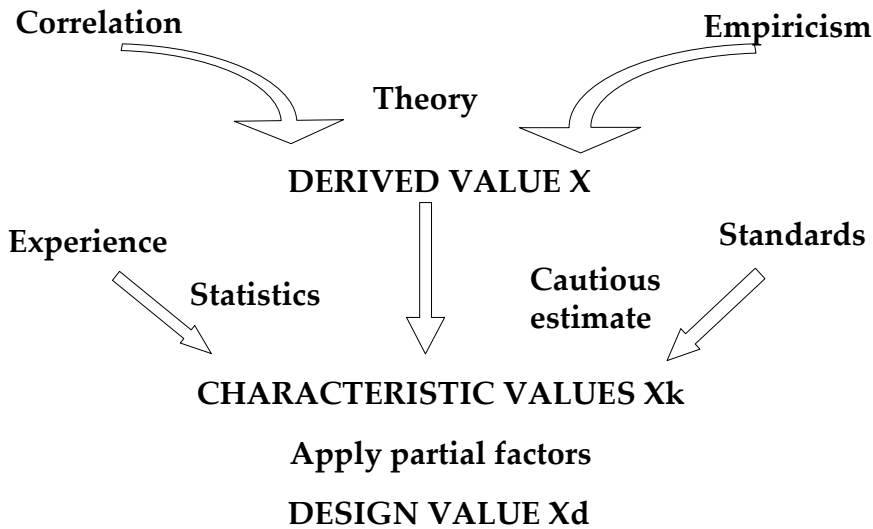 Correlation
Empiricism
Theory
DERIVED VALUE X
Experience
Standards
Statistics
Cautious
estimate
CHARACTERISTIC VALUES Xk
Apply partial factors
DESIGN VALUE Xd